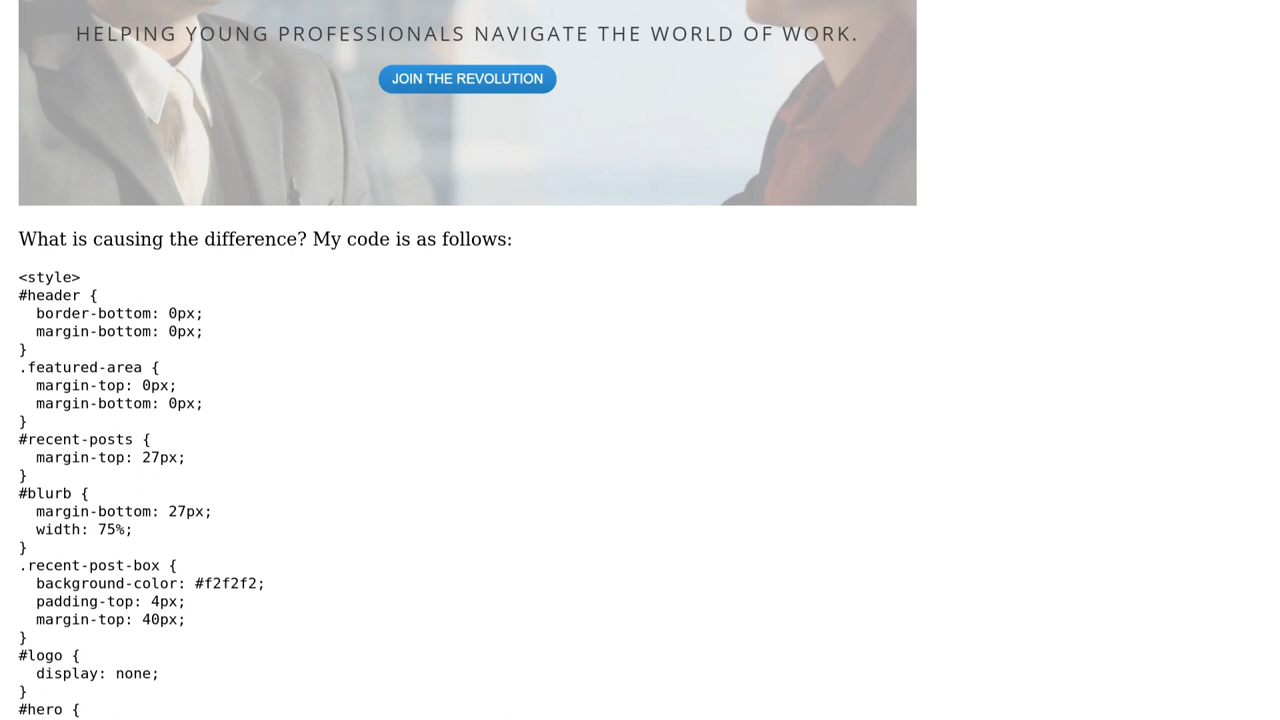 HELPING YOUNG PROFESSIONALS NAVIGATE THE WORLD OF WORK.
JOIN THE REVOLUTION
What is causing the difference? My code is as follows:
<style>
#header {
  border-bottom: 0px;
  margin-bottom: 0px;
}
.featured-area {
  margin-top: 0px;
  margin-bottom: 0px;
}
#recent-posts {
  margin-top: 27px;
}
#blurb {
  margin-bottom: 27px;
  width: 75%;
}
.recent-post-box {
  background-color: #f2f2f2;
  padding-top: 4px;
  margin-top: 40px;
}
#logo {
  display: none;
}
#hero {